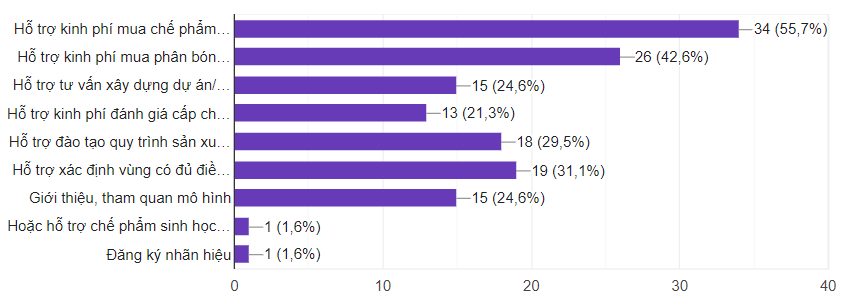 Hỗ trợ kinh phí mua chế phẩm… 34 (55,7%)
Hỗ trợ kinh phí mua phân bón… 26 (42,6%)
Hỗ trợ tư vấn xây dựng dự án/… 15 (24,6%)
Hỗ trợ kinh phí đánh giá cấp ch… 13 (21,3%)
Hỗ trợ đào tạo quy trình sản xu… 18 (29,5%)
Hỗ trợ xác định vùng có đủ điề… 19 (31,1%)
Giới thiệu, tham quan mô hình 15 (24,6%)
Hoặc hỗ trợ chế phẩm sinh học… 1 (1,6%)
Đăng ký nhãn hiệu 1 (1,6%)
0 10 20 30 40